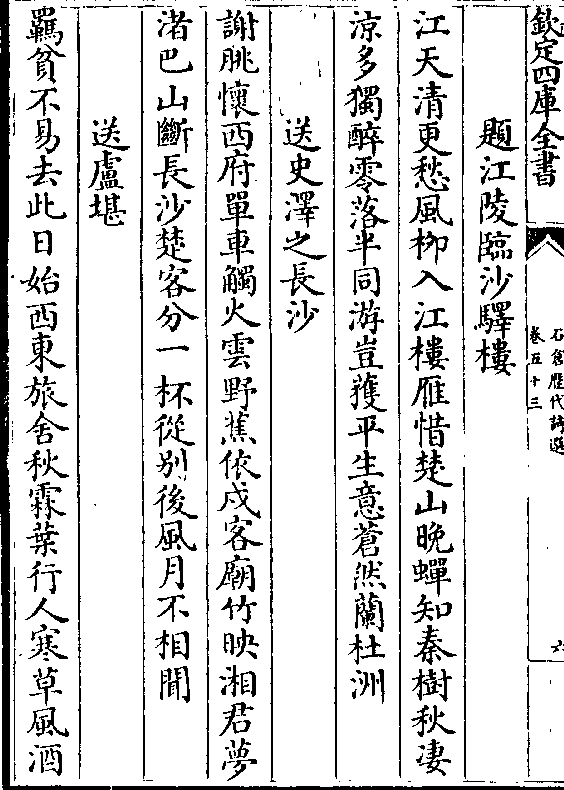 欽定四庫全書
石倉歷代詩選
卷五十三
六
題江陵臨沙驛樓
江天清更愁風柳入江樓雁惜楚山晚蟬知秦樹秋凄
涼多獨醉零落半同游豈獲平生意蒼然蘭杜洲
送史澤之長沙
謝朓懷西府單車觸火雲野蕉依戍客廟竹映湘君夢
渚巴山斷長沙楚客分一杯從别後風月不相聞
送盧堪
羈貧不易去此日始西東旅舍秋霖葉行人寒草風酒